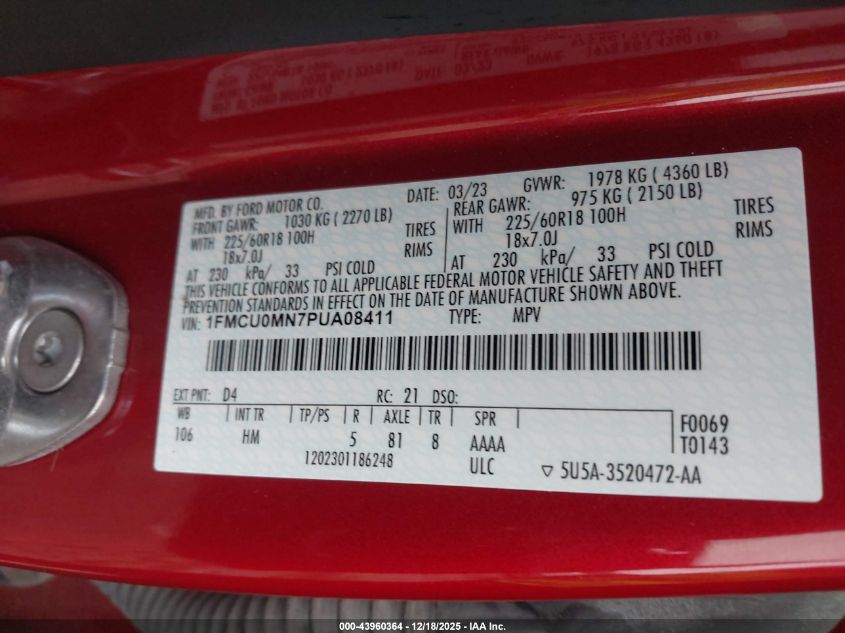 MFD. BY FORD MOTOR CO. DATE: 03/23 GVWR: 1978 KG ( 4360 LB)
FRONT GAWR: 1030 KG ( 2270 LB) REAR GAWR: 975 KG ( 2150 LB)
WITH 225/60R18 100H TIRES WITH 225/60R18 100H TIRES
18x7.0J RIMS 18x7.0J RIMS
AT 230 kPa/ 33 PSI COLD AT 230 kPa/ 33 PSI COLD
THIS VEHICLE CONFORMS TO ALL APPLICABLE FEDERAL MOTOR VEHICLE SAFETY AND THEFT
PREVENTION STANDARDS IN EFFECT ON THE DATE OF MANUFACTURE SHOWN ABOVE.
VIN: 1FMCU0MN7PUA08411 TYPE: MPV
EXT PNT: D4 RC: 21 DSO:
WB INT TR TP/PS R AXLE TR SPR F0069
106 HM 5 81 8 AAAA T0143
1202301186248 ULC ▽ 5U5A-3520472-AA
000-43960364 | 12/18/2025 | IAA Inc.